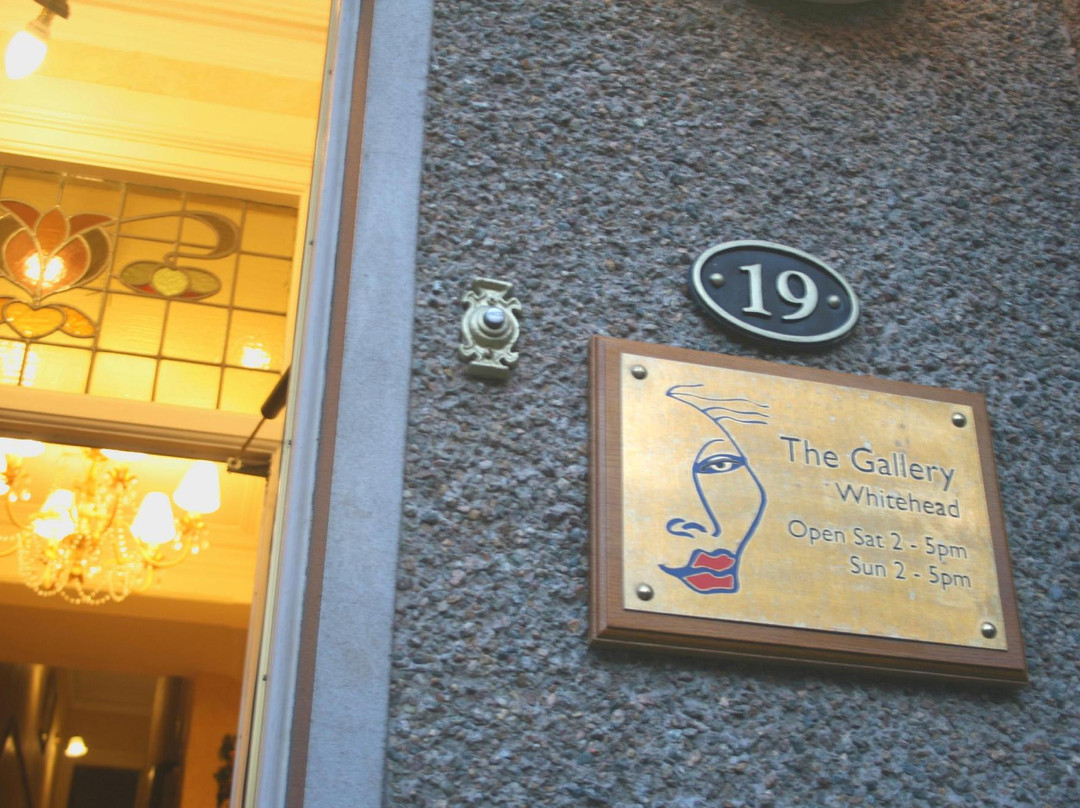 19
The Gallery
Whitehead
Open Sat 2 - 5pm
Sun 2 - 5pm